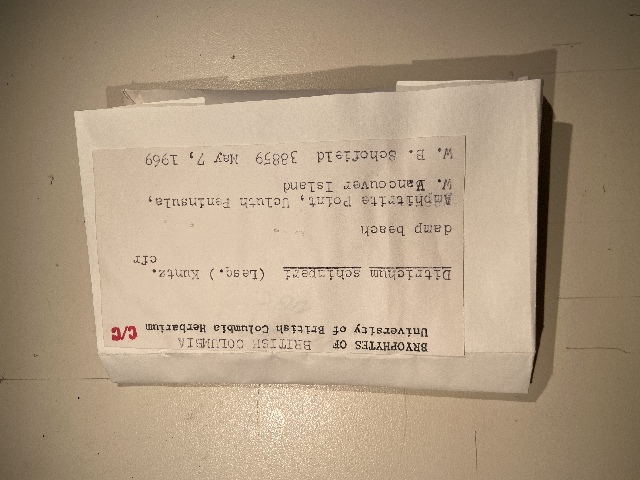 BRYOPHYTES OF BRITISH COLUMBIA
University of British Columbia Herbarium C/C
Ditrichum schimperi (Lesq.) Kuntz.
cfr
damp beach
Amphitrite Point, Ucluth Peninsula,
W. Vancouver Island
W. B. Schofield 38859 May 7, 1969